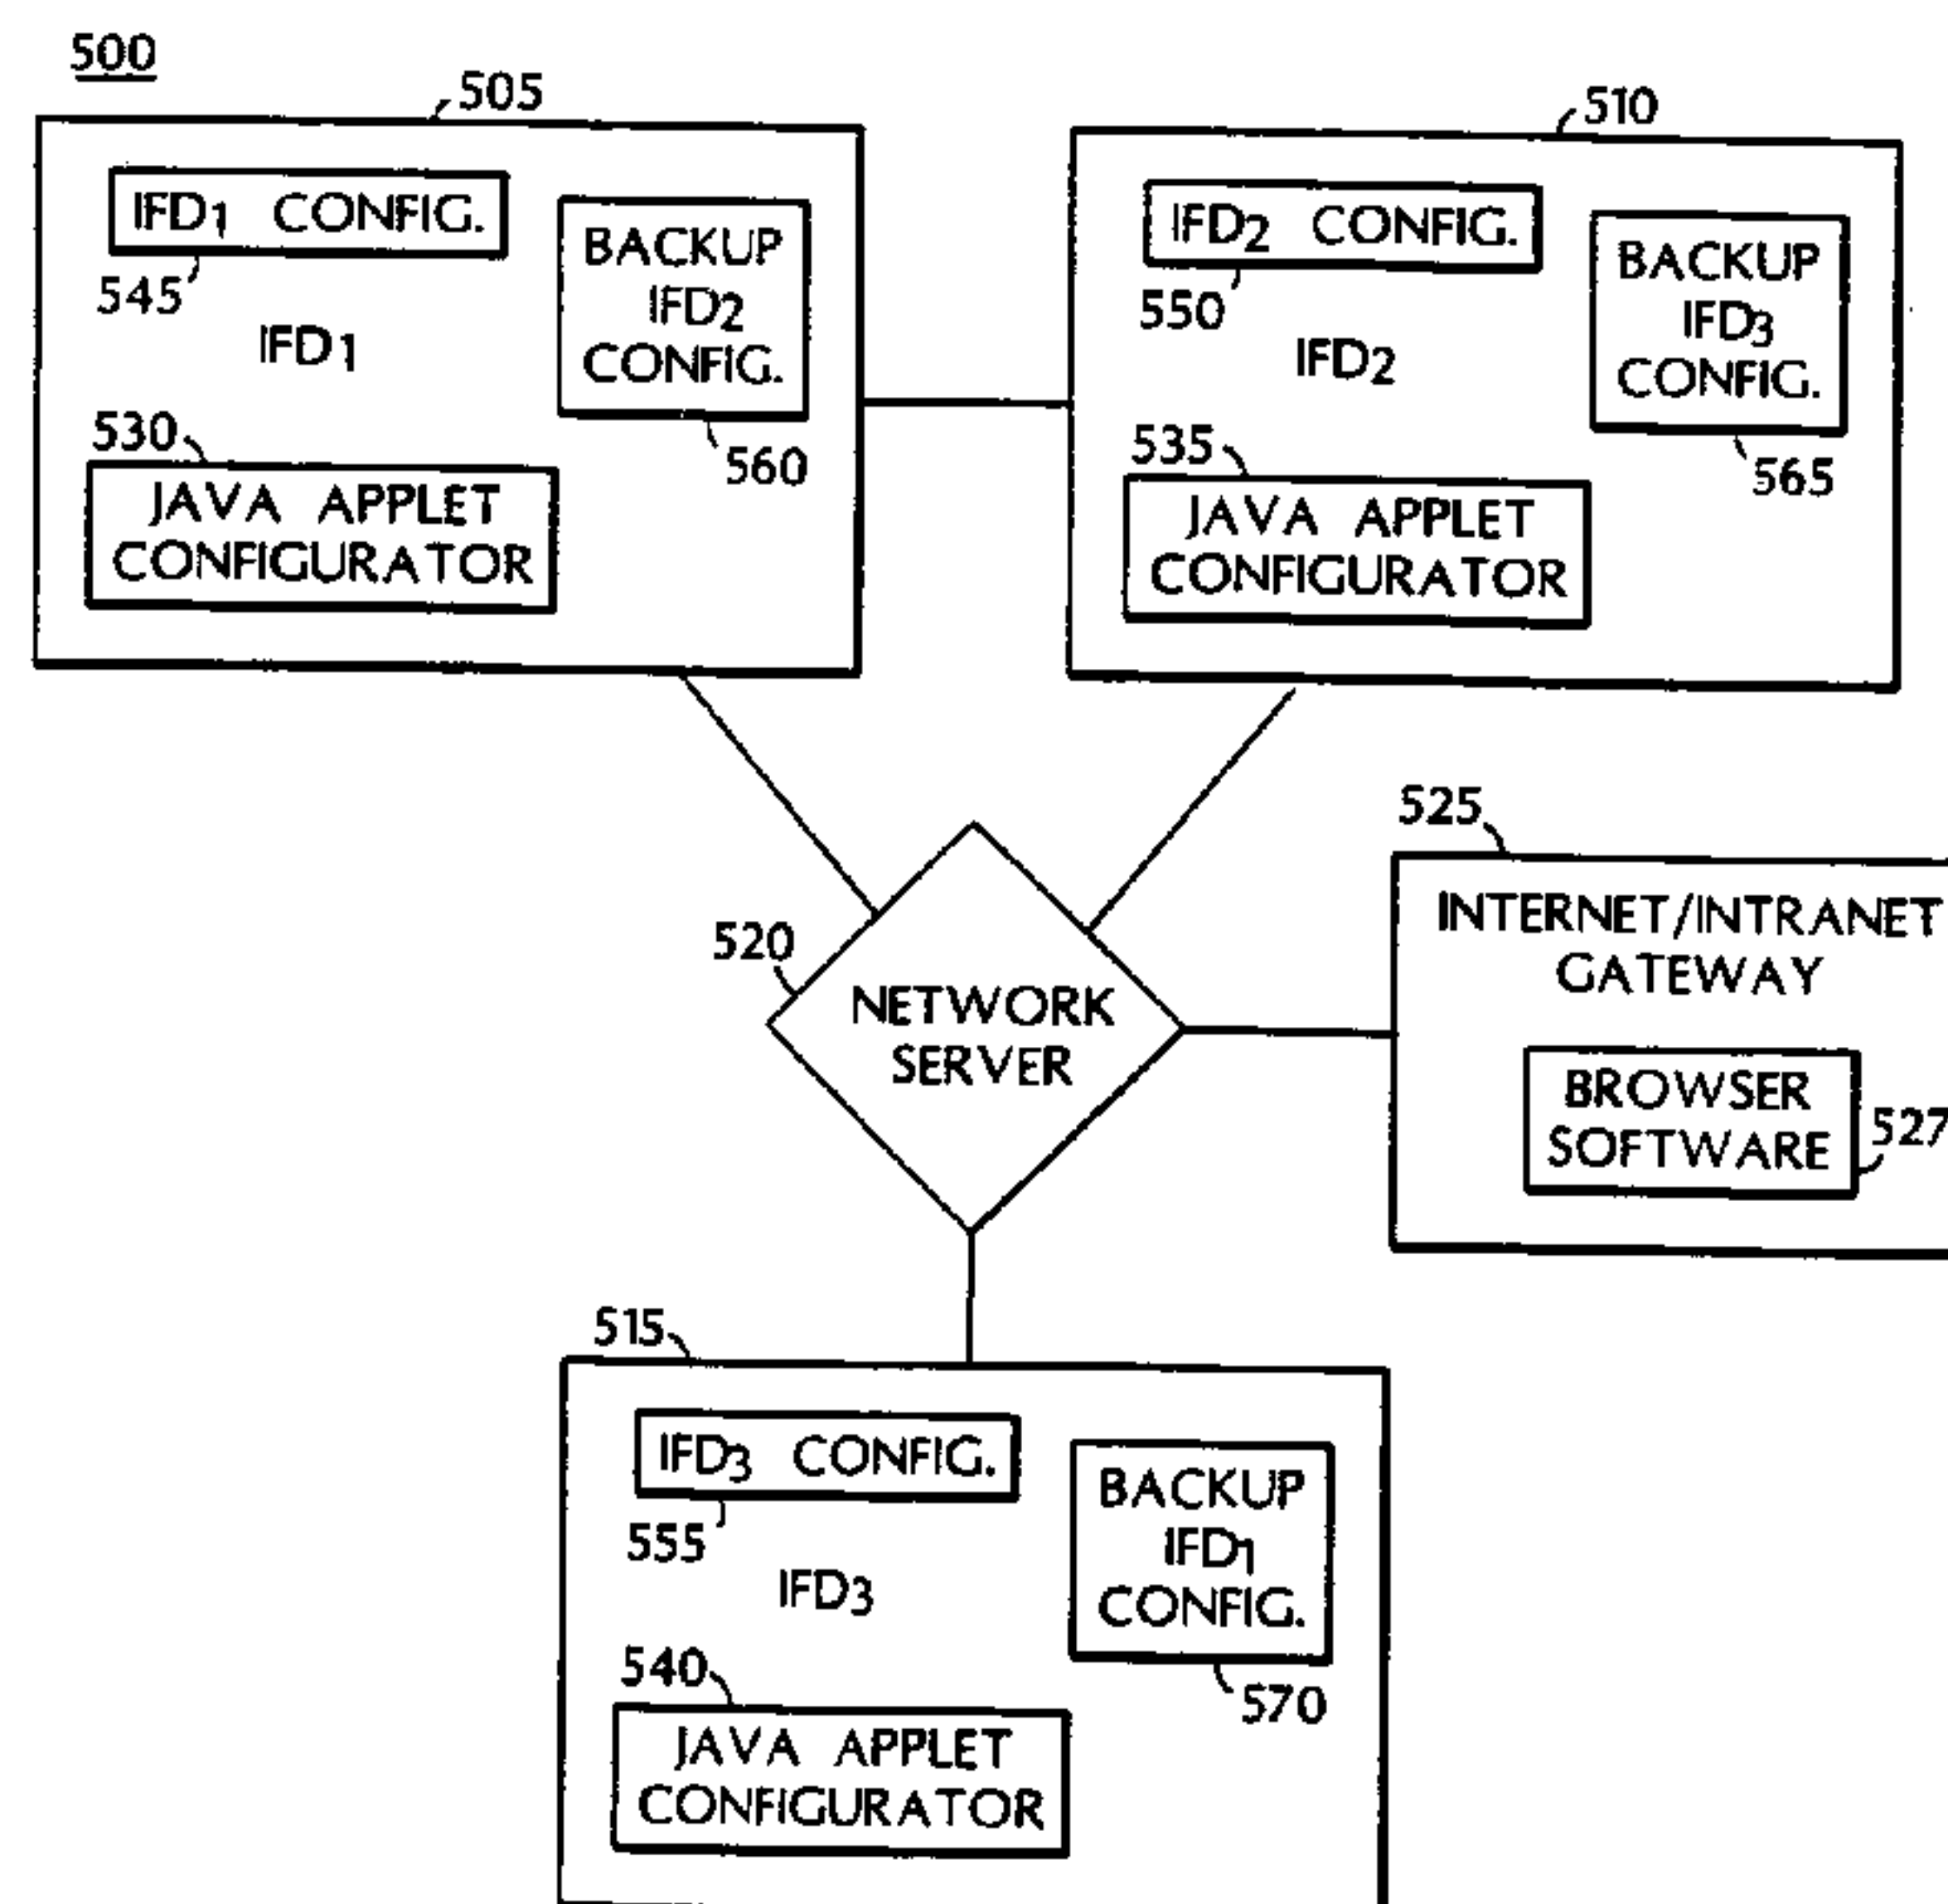 500
505
IFD1 CONFIG.
545
BACKUP
IFD2
CONFIG.
560
IFD1
530
JAVA APPLET
CONFIGURATOR
510
IFD2 CONFIG.
550
BACKUP
IFD3
CONFIG.
565
IFD2
535
JAVA APPLET
CONFIGURATOR
520
NETWORK
SERVER
525
INTERNET/INTRANET
GATEWAY
BROWSER
SOFTWARE
527
515
IFD3 CONFIG.
555
BACKUP
IFD1
CONFIG.
570
IFD3
540
JAVA APPLET
CONFIGURATOR